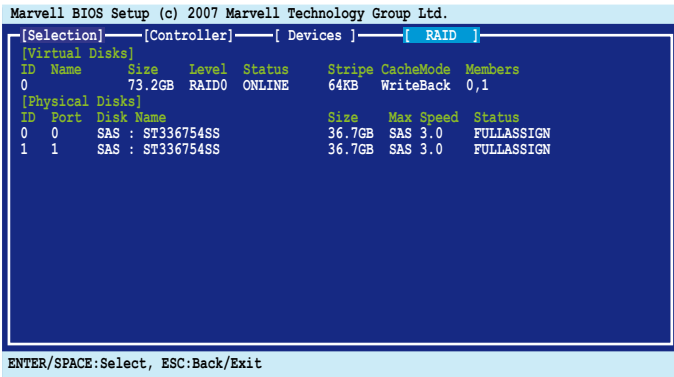 Marvell BIOS Setup (c) 2007 Marvell Technology Group Ltd.
[Selection] [Controller] [ Devices ] [ RAID ]
[Virtual Disks]
ID Name Size Level Status Stripe CacheMode Members
0 73.2GB RAID0 ONLINE 64KB WriteBack 0,1
[Physical Disks]
ID Port Disk Name Size Max Speed Status
0 0 SAS : ST336754SS 36.7GB SAS 3.0 FULLASSIGN
1 1 SAS : ST336754SS 36.7GB SAS 3.0 FULLASSIGN
ENTER/SPACE:Select, ESC:Back/Exit